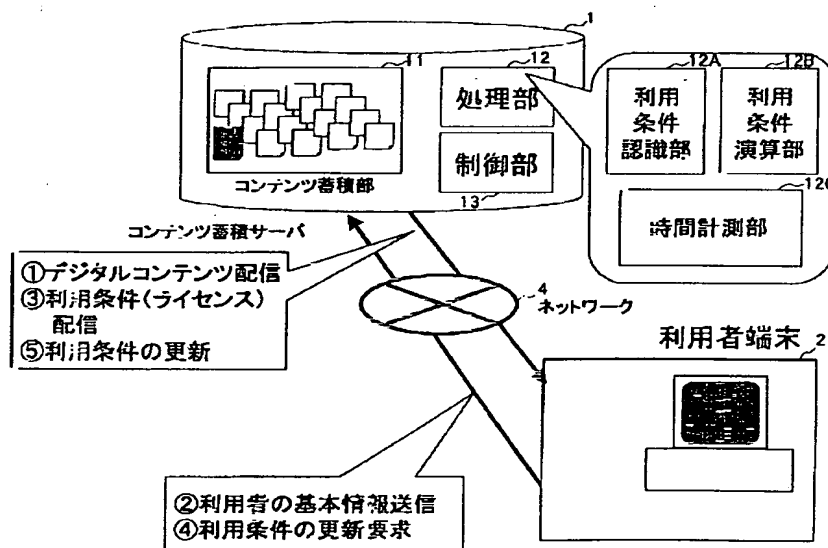 1
11
12
処理部
制御部
13
コンテンツ蓄積部
コンテンツ蓄積サーバ
12A
利用
条件
認識部
12B
利用
条件
演算部
12C
時間計測部
①デジタルコンテンツ配信
③利用条件(ライセンス)
配信
⑤利用条件の更新
4
ネットワーク
利用者端末
2
②利用者の基本情報送信
④利用条件の更新要求